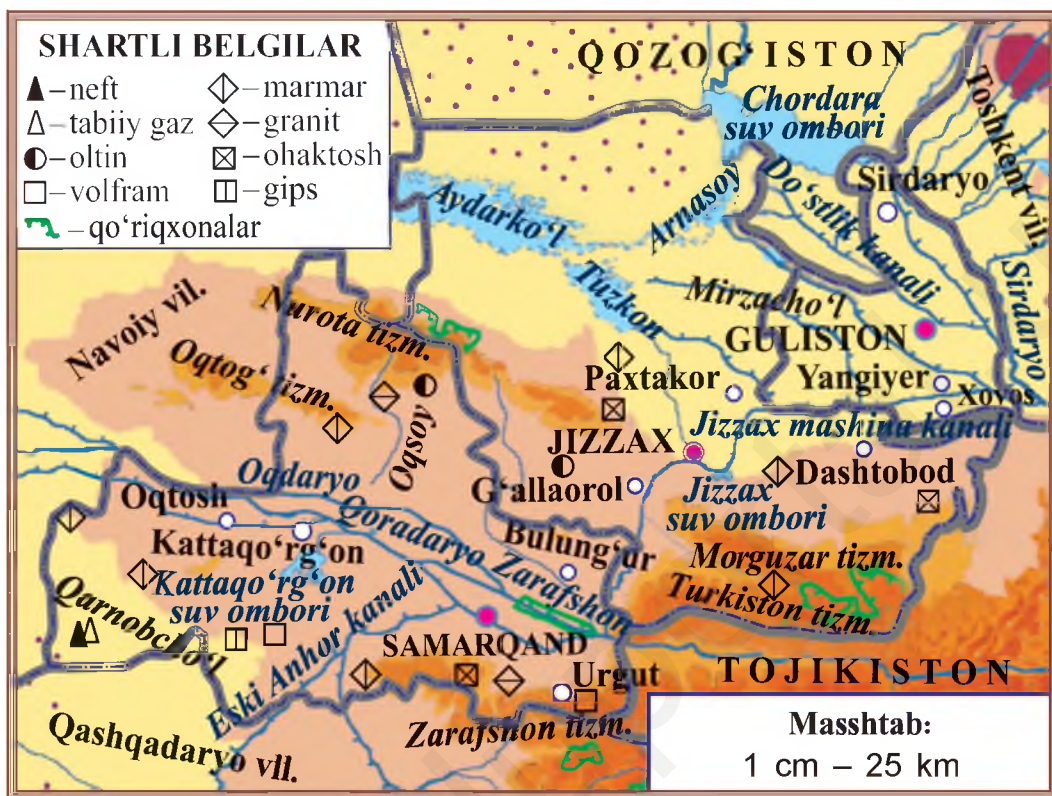 SHARTLI BELGILAR
– neft
– tabiiy gaz
– oltin
– volfram
– marmar
– granit
– ohaktosh
– gips
– qo‘riqxonalar
QOZOG‘ISTON
Chordara
suv ombori
Toshkent vil.
Sirdaryo
Do‘stlik kanali
Arnasoy
Aydarko‘l
Sirdaryo
Tuzkon
Mirzacho‘l
Navoiy vil.
Nurota tizm.
GULISTON
Oqtog‘ tizm.
Paxtakor
Yangiyer
Xovos
Oqsoy
JIZZAX
Jizzax mashina kanali
G‘allaorol
Dashtobod
Jizzax
suv ombori
Oqdaryo
Oqtosh
Qoradaryo
Bulung‘ur
Kattaqo‘rg‘on
Zarafshon
Morguzar tizm.
Kattaqo‘rg‘on
suv ombori
Turkiston tizm.
Qarnobcho‘l
Eski Anhor kanali
SAMARQAND
TOJIKISTON
Urgut
Zarafshon tizm.
Qashqadaryo vil.
Masshtab:
1 cm – 25 km